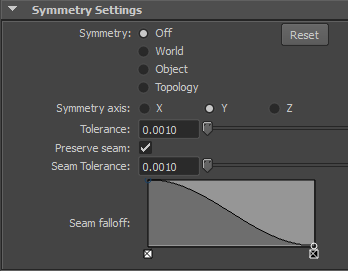 Symmetry Settings
Symmetry: Off Reset
World
Object
Topology
Symmetry axis: X Y Z
Tolerance: 0.0010
Preserve seam:
Seam Tolerance: 0.0010
Seam falloff: